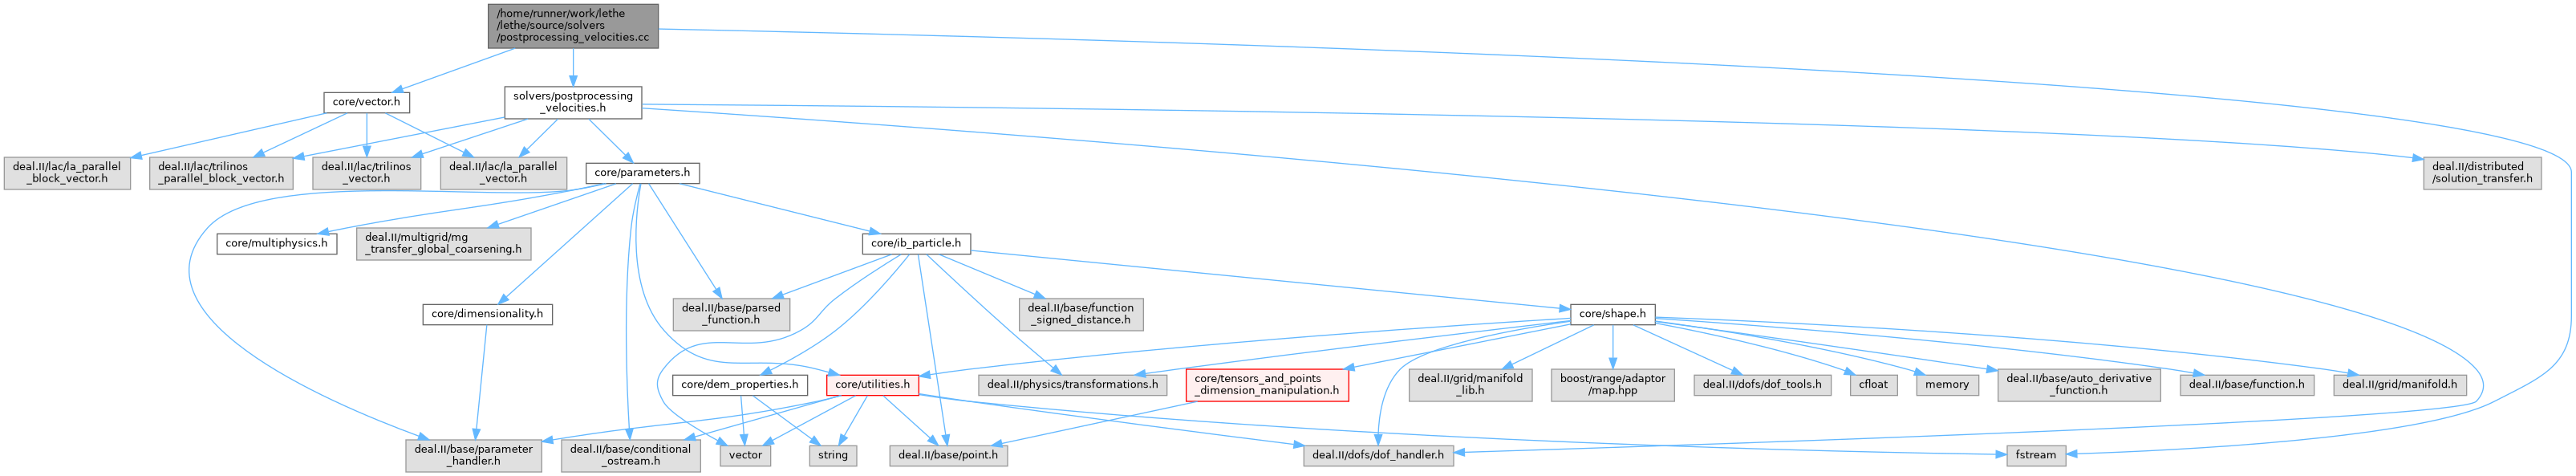 /home/runner/work/lethe
/lethe/source/solvers
/postprocessing_velocities.cc
core/vector.h
solvers/postprocessing
_velocities.h
deal.II/lac/la_parallel
_block_vector.h
deal.II/lac/trilinos
_parallel_block_vector.h
deal.II/lac/trilinos
_vector.h
deal.II/lac/la_parallel
_vector.h
core/parameters.h
deal.II/distributed
/solution_transfer.h
core/multiphysics.h
deal.II/multigrid/mg
_transfer_global_coarsening.h
core/ib_particle.h
core/dimensionality.h
deal.II/base/parsed
_function.h
deal.II/base/function
_signed_distance.h
core/shape.h
core/dem_properties.h
core/utilities.h
deal.II/physics/transformations.h
core/tensors_and_points
_dimension_manipulation.h
deal.II/grid/manifold
_lib.h
boost/range/adaptor
/map.hpp
deal.II/dofs/dof_tools.h
cfloat
memory
deal.II/base/auto_derivative
_function.h
deal.II/base/function.h
deal.II/grid/manifold.h
deal.II/base/parameter
_handler.h
deal.II/base/conditional
_ostream.h
vector
string
deal.II/base/point.h
deal.II/dofs/dof_handler.h
fstream